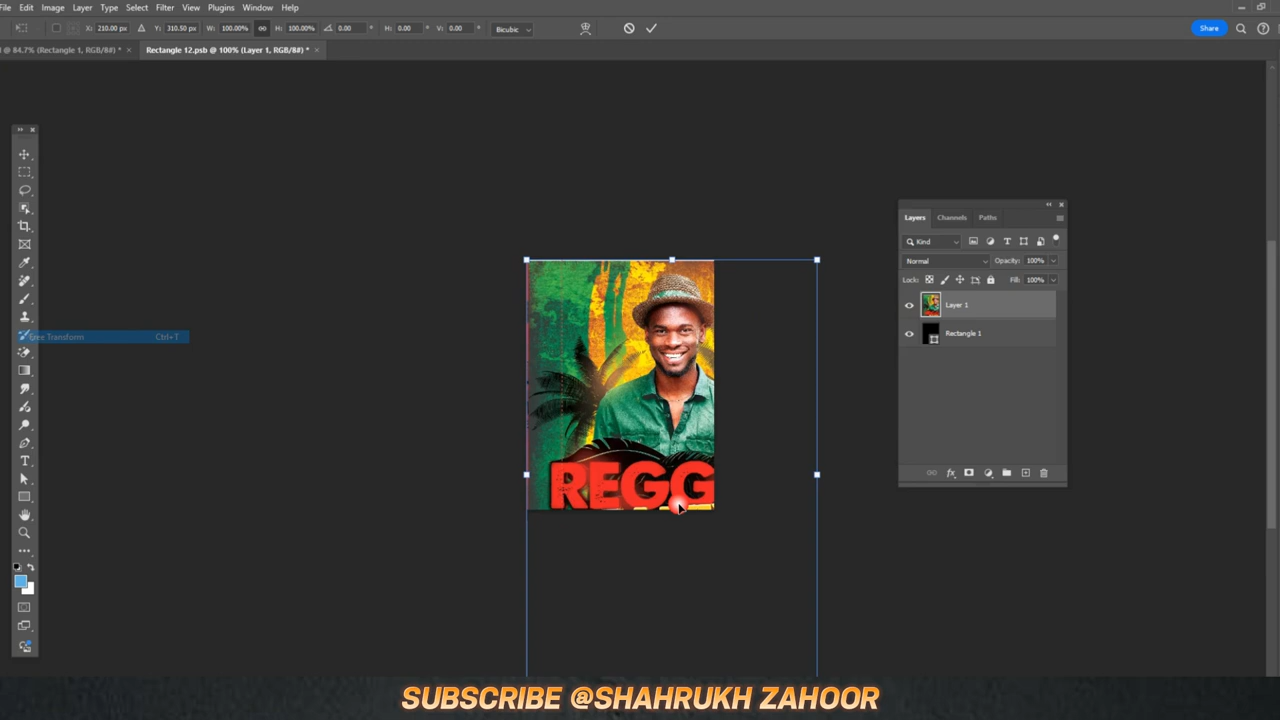 File Edit Image Layer Type Select Filter View Plugins Window Help
X: 210.00 px Y: 310.50 px W: 100.00% H: 100.00% 0.00 ° H: 0.00 ° V: 0.00 ° Bicubic Share
@ 84.7% (Rectangle 1, RGB/8#) * × Rectangle 12.psb @ 100% (Layer 1, RGB/8#) * ×
Layers Channels Paths
Kind
Normal Opacity: 100%
Lock: Fill: 100%
Layer 1
Rectangle 1
Free Transform Ctrl+T
REGG
SUBSCRIBE @SHAHRUKH ZAHOOR